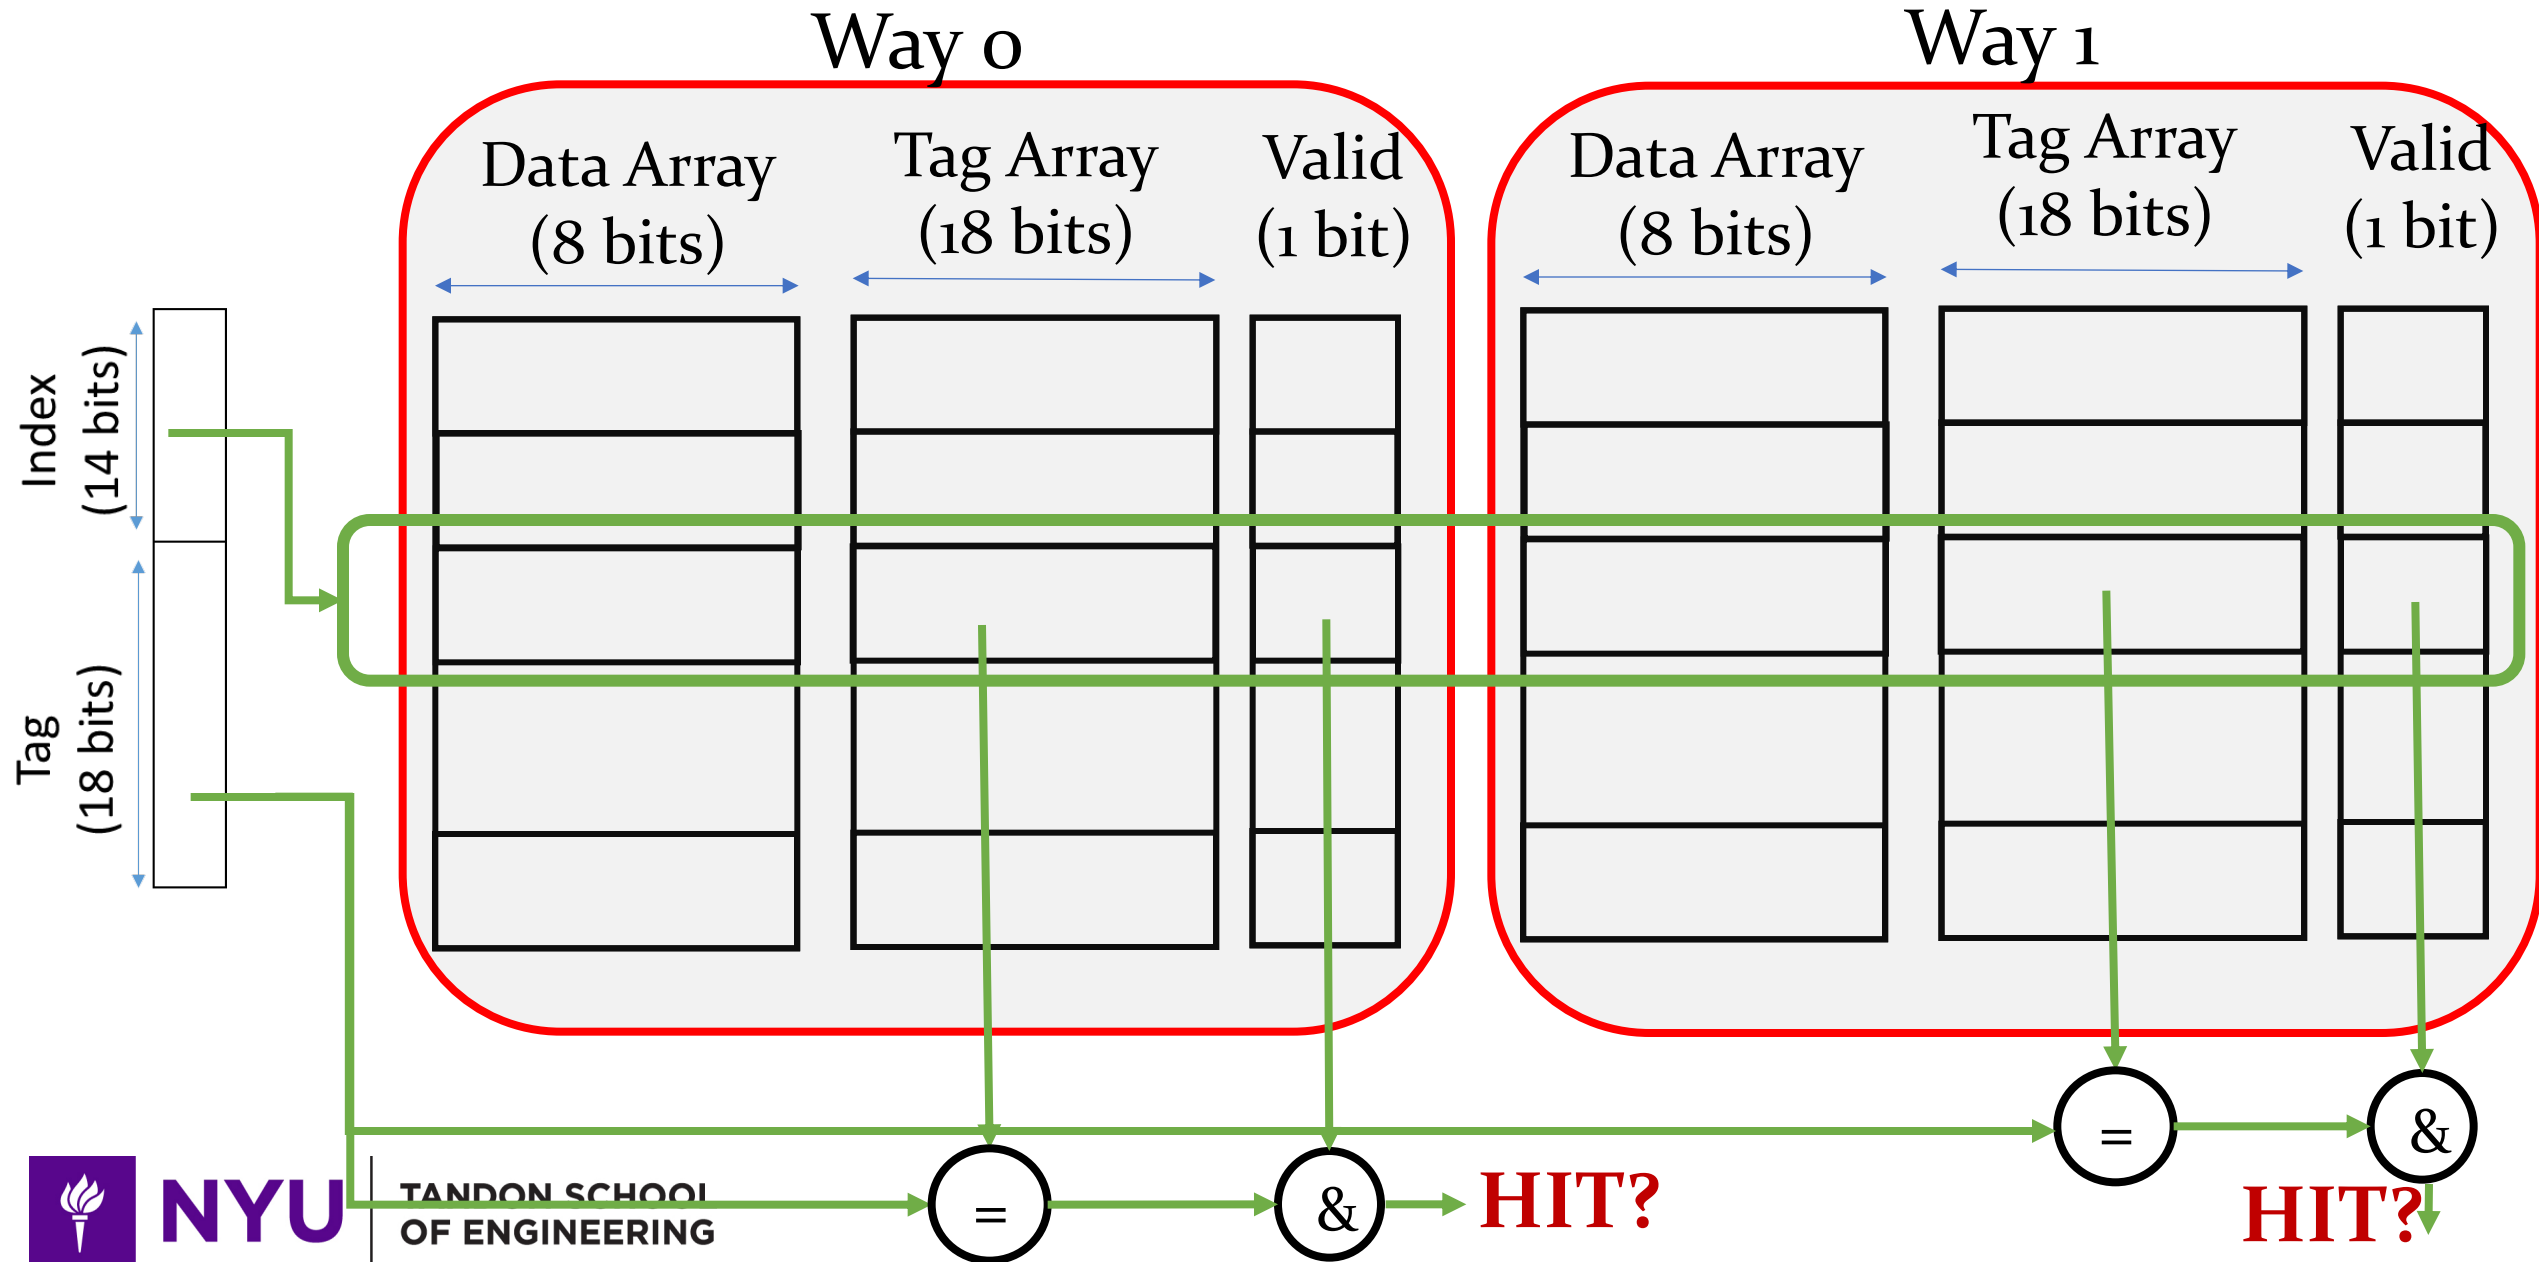 Way 0
Way 1
Data Array
(8 bits)
Tag Array
(18 bits)
Valid
(1 bit)
Data Array
(8 bits)
Tag Array
(18 bits)
Valid
(1 bit)
Index
(14 bits)
Tag
(18 bits)
=
&
HIT?
=
&
HIT?
NYU
TANDON SCHOOL
OF ENGINEERING